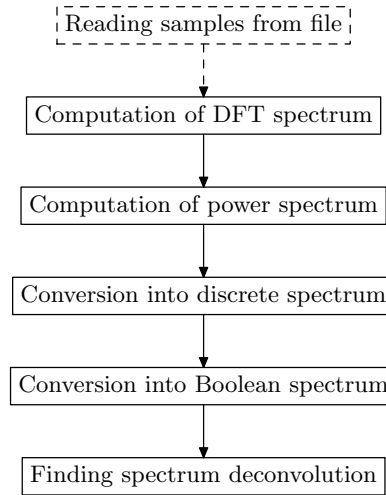 Reading samples from file
Computation of DFT spectrum
Computation of power spectrum
Conversion into discrete spectrum
Conversion into Boolean spectrum
Finding spectrum deconvolution